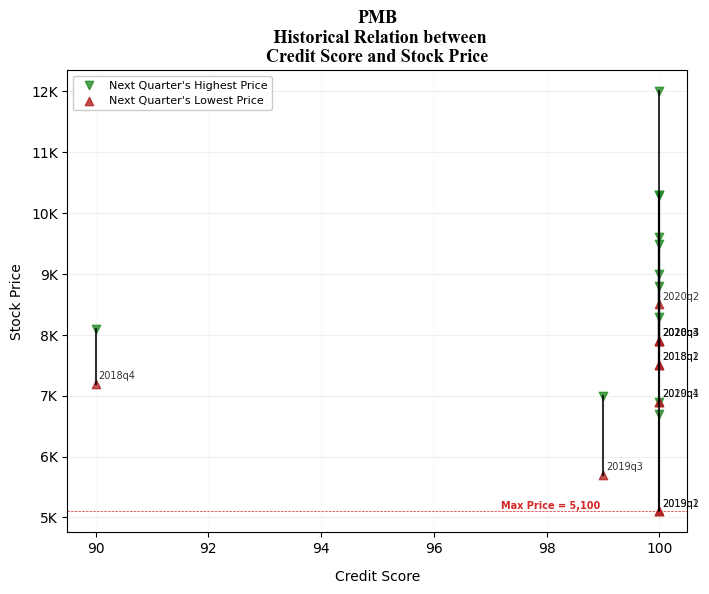 PMB
Historical Relation between
Credit Score and Stock Price
Next Quarter's Highest Price
Next Quarter's Lowest Price
12K
11K
10K
9K
8K
7K
6K
5K
Stock Price
2020q2
2018q4
2019q3
Max Price = 5,100
90
92
94
96
98
100
Credit Score